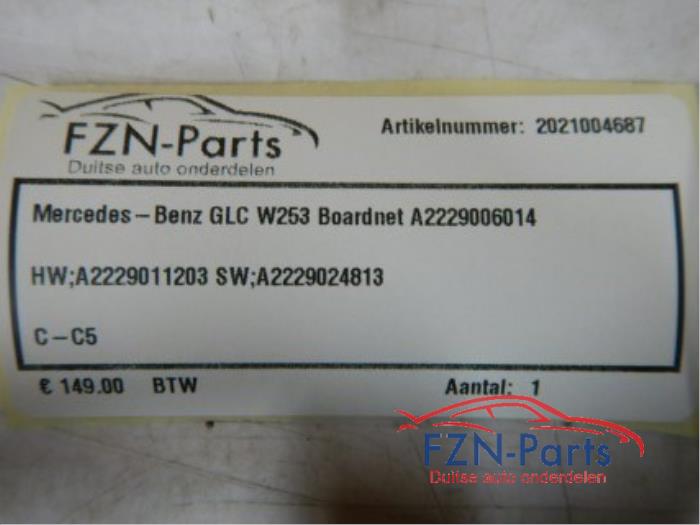 FZN-Parts
Duitse auto onderdelen
Artikelnummer: 2021004687
Mercedes-Benz GLC W253 Boardnet A2229006014
HW;A2229011203 SW;A2229024813
C-C5
€ 149.00 BTW Aantal: 1
FZN-Parts
Duitse auto onderdelen